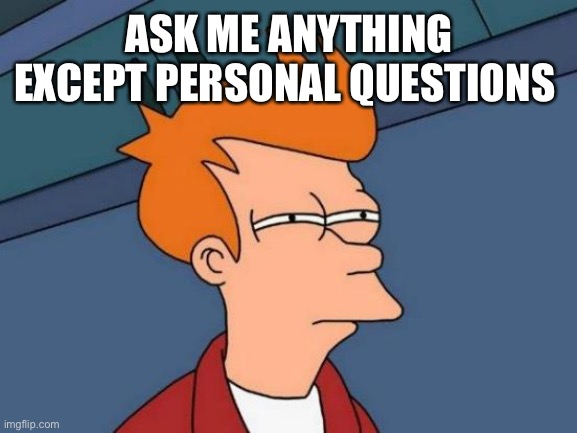 ASK ME ANYTHING
EXCEPT PERSONAL QUESTIONS
imgflip.com